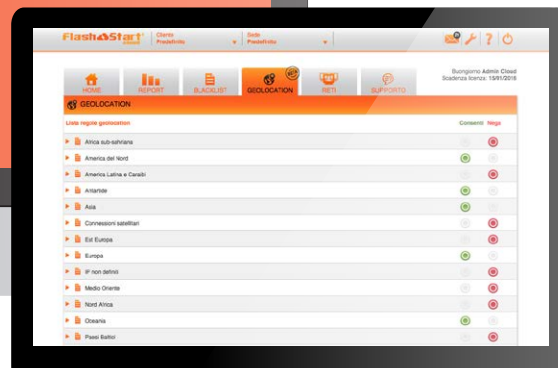 FlashStart
cloud
Cliente
Predefinito
Sede
Predefinito
?
Buongiorno Admin Cloud
Scadenza licenza: 15/01/2019
HOME
REPORT
BLACKLIST
GEOLOCATION
RETI
SUPPORTO
GEOLOCATION
Lista regole geolocation
Consenti Nega
Africa sub-sahriana
America del Nord
America Latina e Caraibi
Antartide
Asia
Connessioni satellitari
Est Europa
Europa
IP non definiti
Medio Oriente
Nord Africa
Oceania
Paesi Baltici